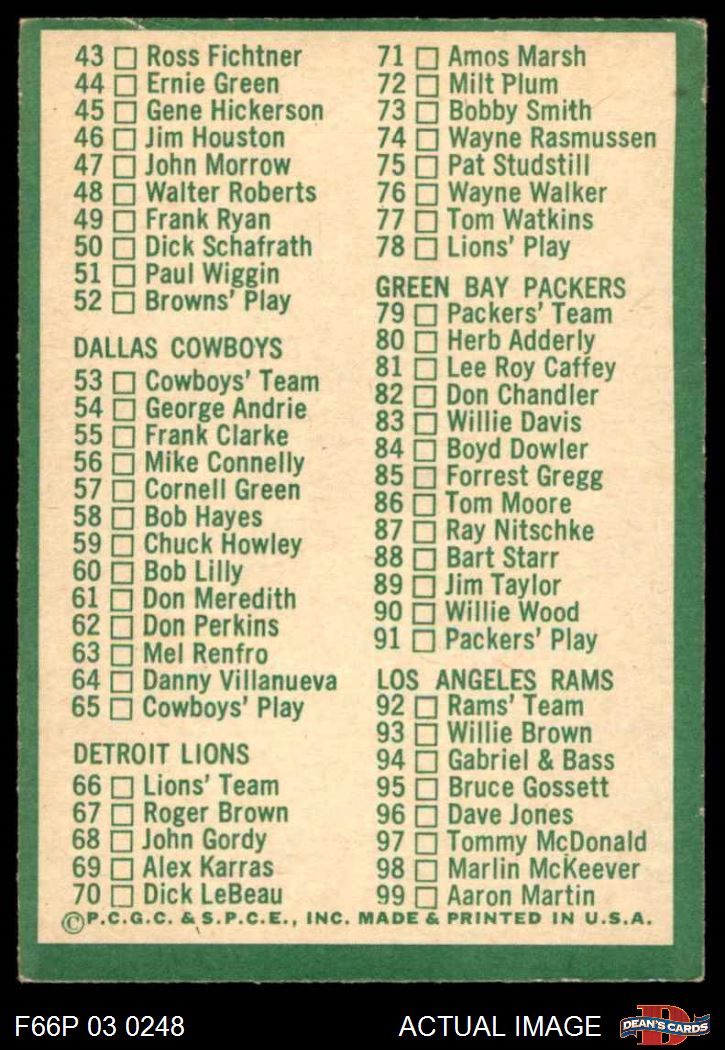 43 Ross Fichtner
44 Ernie Green
45 Gene Hickerson
46 Jim Houston
47 John Morrow
48 Walter Roberts
49 Frank Ryan
50 Dick Schafrath
51 Paul Wiggin
52 Browns' Play
DALLAS COWBOYS
53 Cowboys' Team
54 George Andrie
55 Frank Clarke
56 Mike Connelly
57 Cornell Green
58 Bob Hayes
59 Chuck Howley
60 Bob Lilly
61 Don Meredith
62 Don Perkins
63 Mel Renfro
64 Danny Villanueva
65 Cowboys' Play
DETROIT LIONS
66 Lions' Team
67 Roger Brown
68 John Gordy
69 Alex Karras
70 Dick LeBeau
71 Amos Marsh
72 Milt Plum
73 Bobby Smith
74 Wayne Rasmussen
75 Pat Studstill
76 Wayne Walker
77 Tom Watkins
78 Lions' Play
GREEN BAY PACKERS
79 Packers' Team
80 Herb Adderly
81 Lee Roy Caffey
82 Don Chandler
83 Willie Davis
84 Boyd Dowler
85 Forrest Gregg
86 Tom Moore
87 Ray Nitschke
88 Bart Starr
89 Jim Taylor
90 Willie Wood
91 Packers' Play
LOS ANGELES RAMS
92 Rams' Team
93 Willie Brown
94 Gabriel & Bass
95 Bruce Gossett
96 Dave Jones
97 Tommy McDonald
98 Marlin McKeever
99 Aaron Martin
©P.C.G.C. & S.P.C.E., INC. MADE & PRINTED IN U.S.A.
F66P 03 0248
ACTUAL IMAGE
D
DEAN'S CARDS